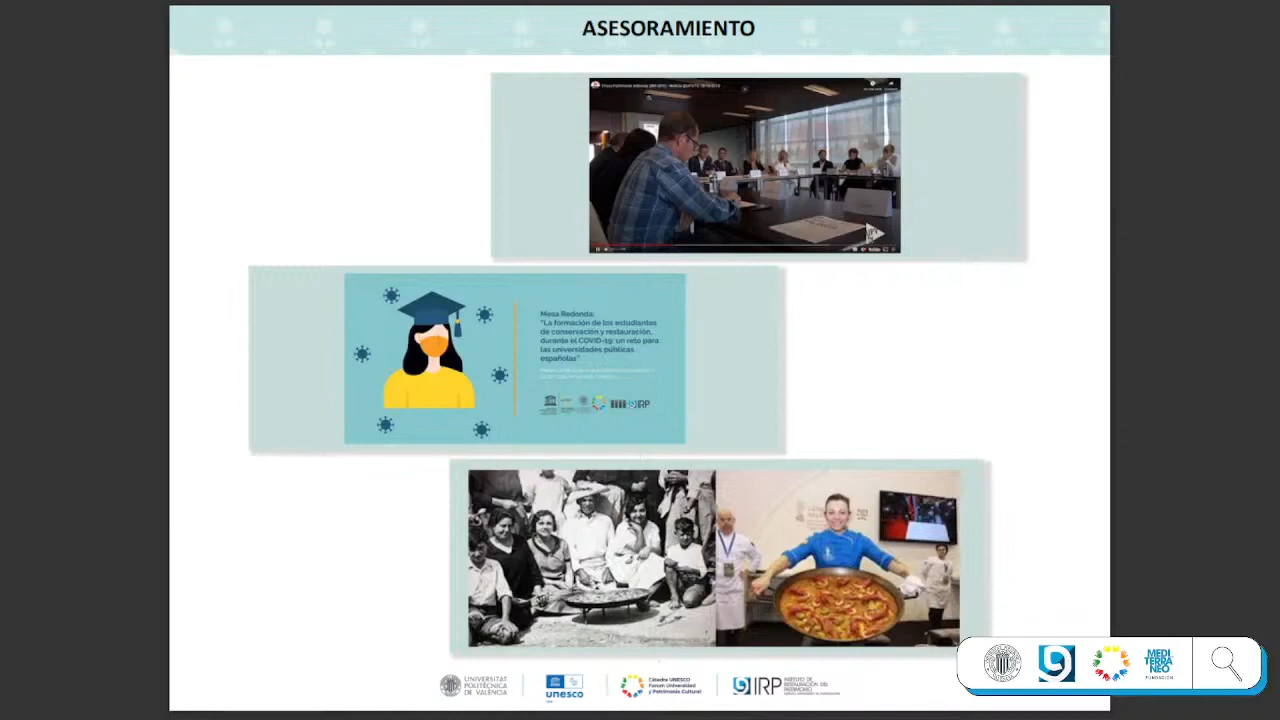 ASESORAMIENTO
Mesa Redonda:
"La formación de los estudiantes
de conservación y restauración,
durante el COVID-19: un reto para
las universidades públicas
españolas"
IRP
UNIVERSITAT
POLITÈCNICA
DE VALÈNCIA
unesco
Cátedra UNESCO
Forum Universidad
y Patrimonio Cultural
IRP
INSTITUTO DE
RESTAURACIÓN DEL
PATRIMONIO
MEDI
TERRÁ
NEO
FUNDACIÓN